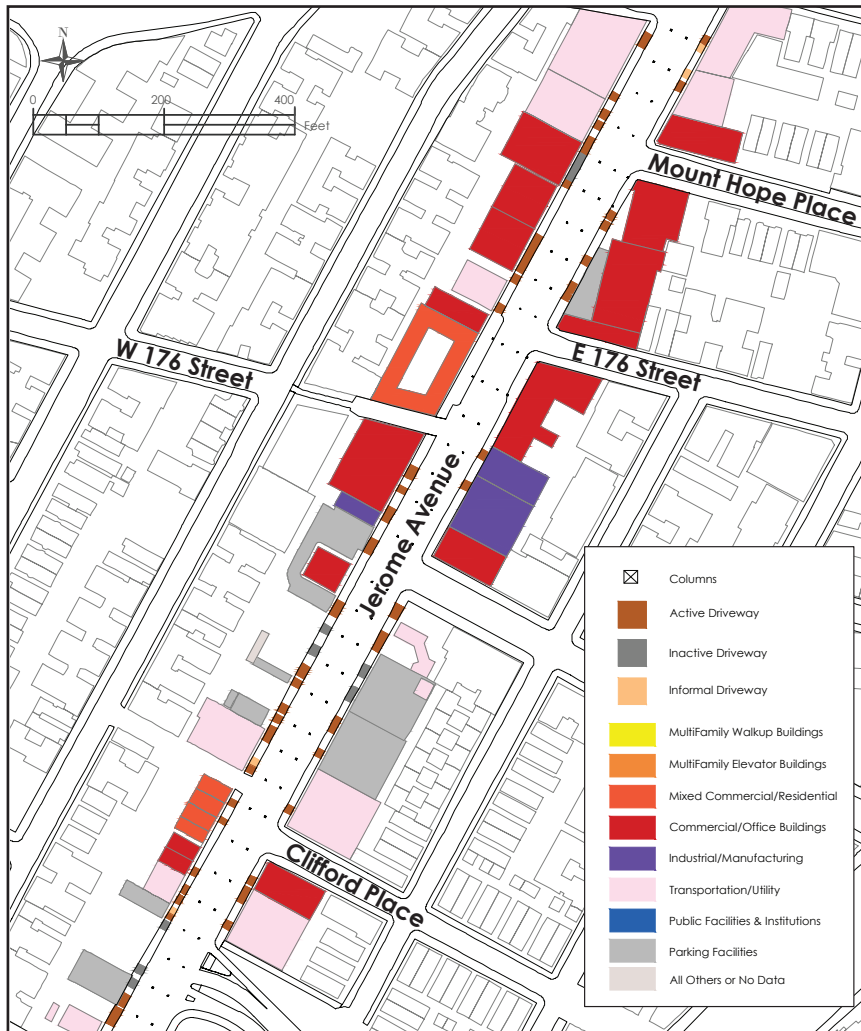 N
0 200 400
Feet
Mount Hope Place
W 176 Street
E 176 Street
Jerome Avenue
Clifford Place
Columns
Active Driveway
Inactive Driveway
Informal Driveway
MultiFamily Walkup Buildings
MultiFamily Elevator Buildings
Mixed Commercial/Residential
Commercial/Office Buildings
Industrial/Manufacturing
Transportation/Utility
Public Facilities & Institutions
Parking Facilities
All Others or No Data